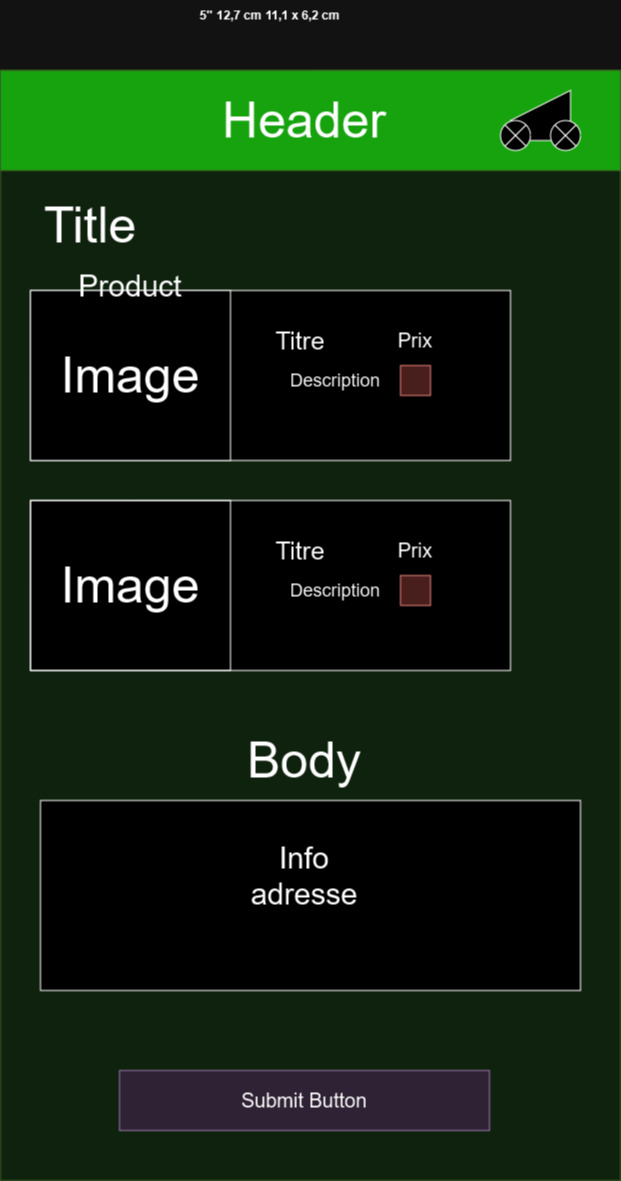 5" 12,7 cm 11,1 x 6,2 cm
Header
Title
Product
Image
Titre
Prix
Description
Image
Titre
Prix
Description
Body
Info
adresse
Submit Button